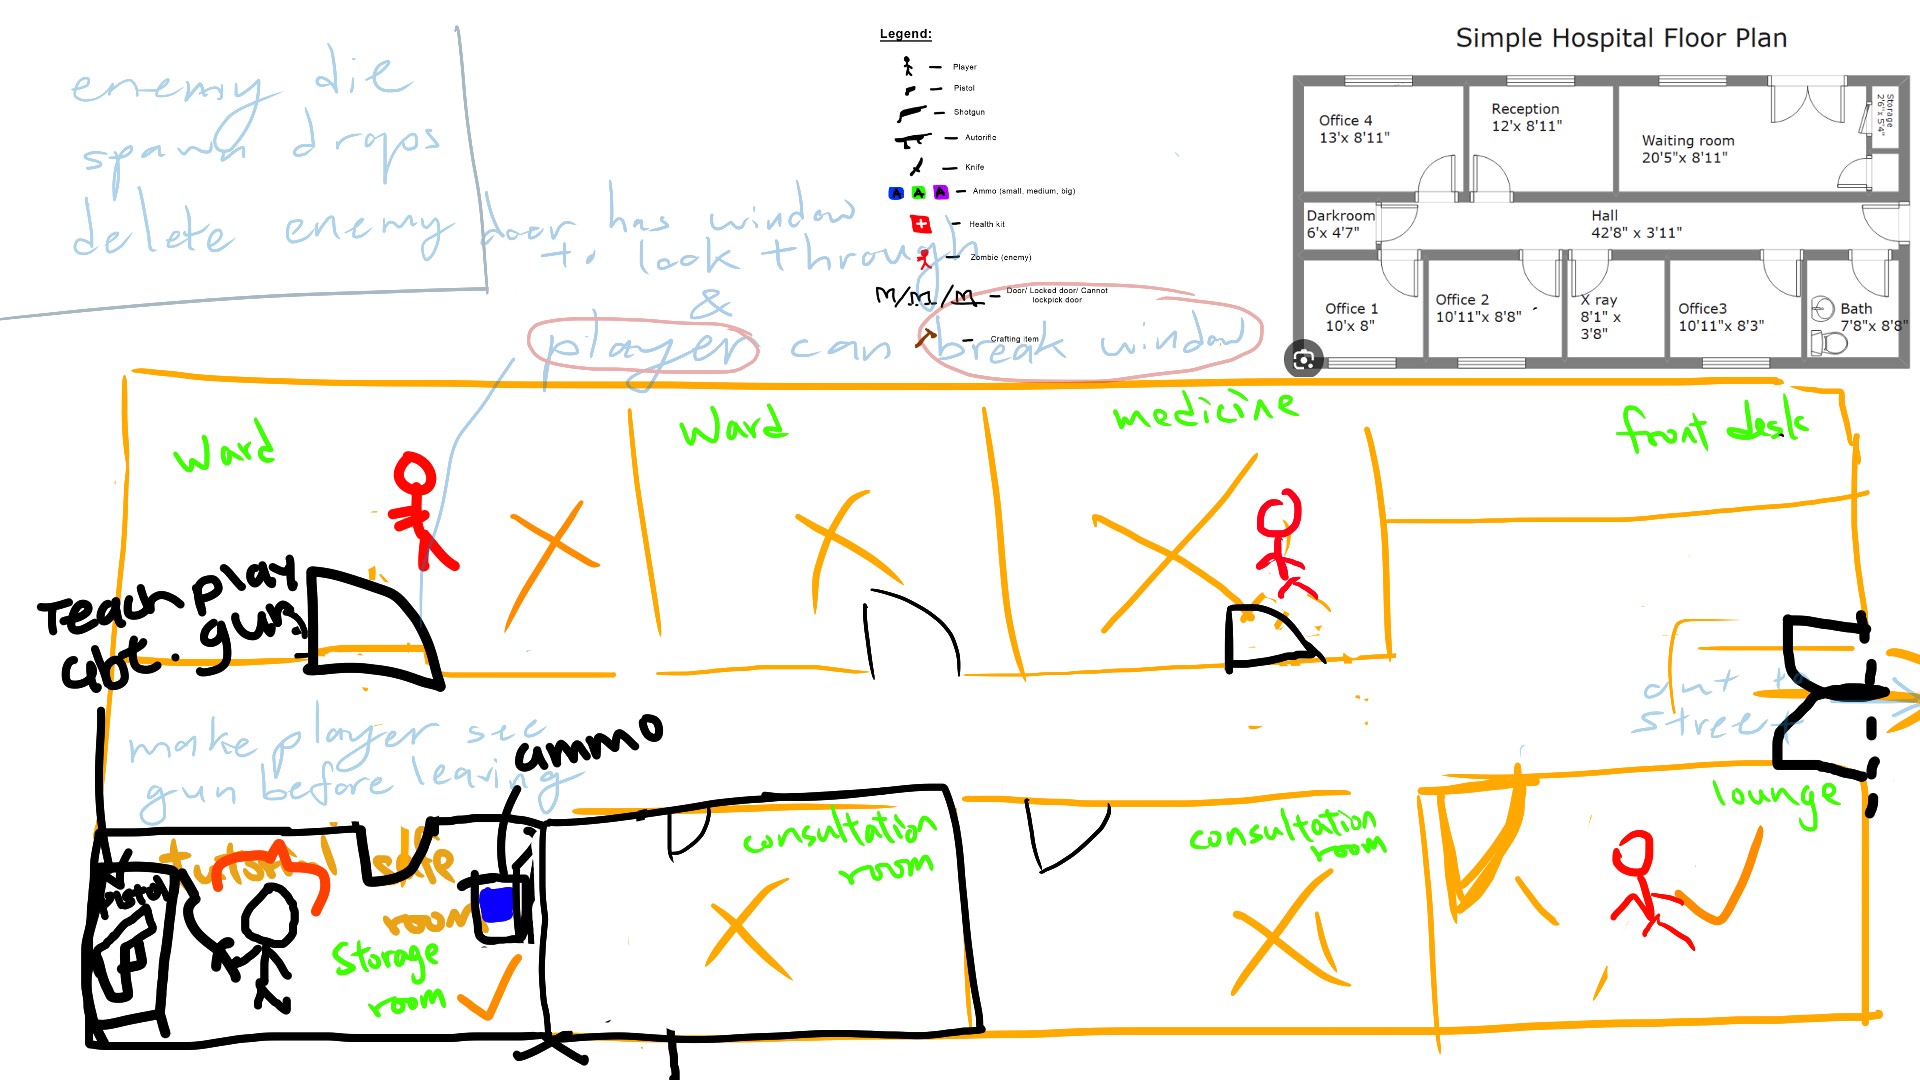 enemy die
spawn drops
delete enemy
door has window
to look through
&
player can break window
Legend:
Player
Pistol
Shotgun
Autorifle
Knife
A A A Ammo (small, medium, big)
Health kit
Zombie (enemy)
Door/ Locked door/ Cannot
lockpick door
Crafting item
Simple Hospital Floor Plan
Office 4
13'x 8'11"
Reception
12'x 8'11"
Waiting room
20'5"x 8'11"
Storage
2'6"x 5'4"
Darkroom
6'x 4'7"
Hall
42'8" x 3'11"
Office 1
10'x 8"
Office 2
10'11"x 8'8"
X ray
8'1" x
3'8"
Office3
10'11"x 8'3"
Bath
7'8"x 8'8"
Ward
Ward
medicine
front desk
Teach play
abt. gun
make player see
gun before leaving
ammo
out to
street
tutorial safe
room
Pistol
Storage
room
consultation
room
consultation
room
lounge